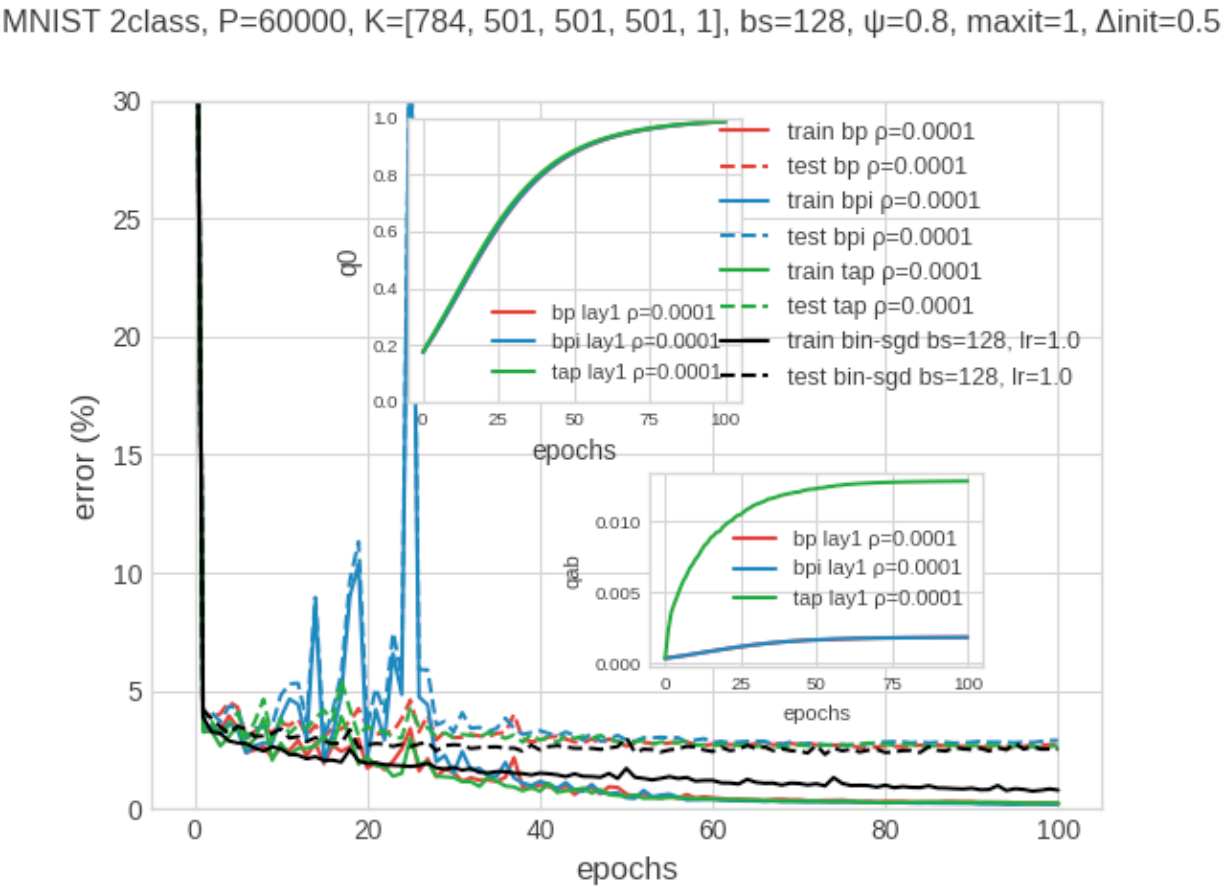 MNIST 2class, P=60000, K=[784, 501, 501, 501, 1], bs=128, ψ=0.8, maxit=1, Δinit=0.5
error (%)
30
25
20
15
10
5
0
0 20 40 60 80 100
epochs
q0
1.0
0.8
0.6
0.4
0.2
0.0
0 25 50 75 100
epochs
bp lay1 ρ=0.0001
bpi lay1 ρ=0.0001
tap lay1 ρ=0.0001
train bp ρ=0.0001
test bp ρ=0.0001
train bpi ρ=0.0001
test bpi ρ=0.0001
train tap ρ=0.0001
test tap ρ=0.0001
train bin-sgd bs=128, lr=1.0
test bin-sgd bs=128, lr=1.0
qab
0.010
0.005
0.000
0 25 50 75 100
epochs
bp lay1 ρ=0.0001
bpi lay1 ρ=0.0001
tap lay1 ρ=0.0001